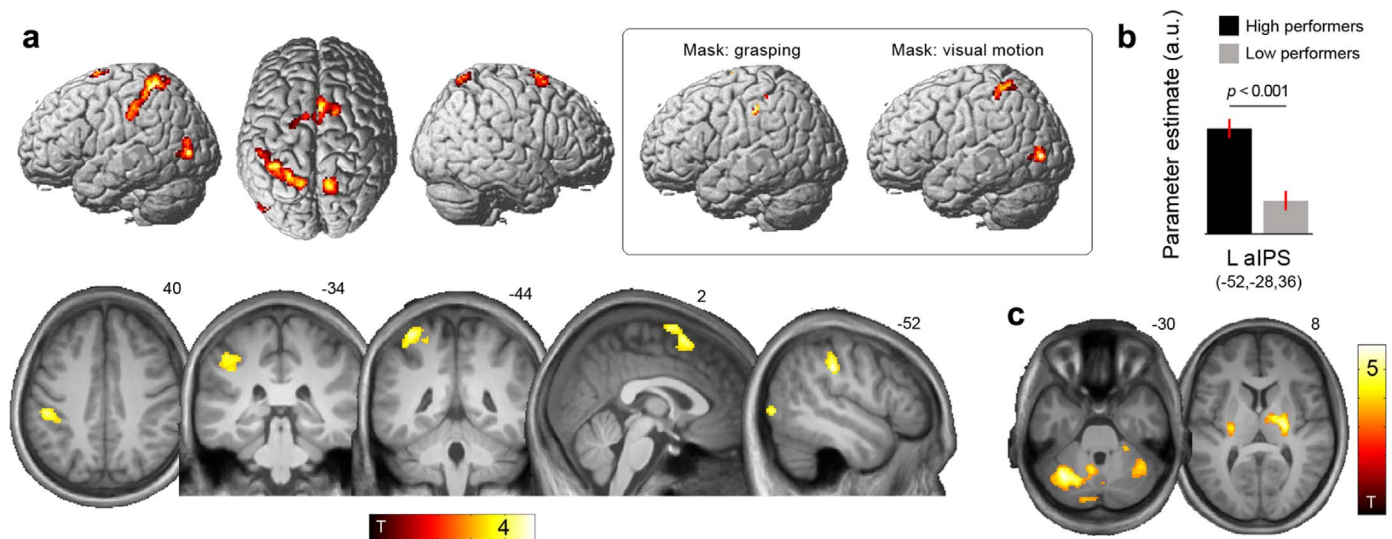 a
Mask: grasping
Mask: visual motion
b
High performers
Low performers
Parameter estimate (a.u.)
p < 0.001
L aIPS
(-52,-28,36)
40
-34
-44
2
-52
T 4
c
-30
8
5
T